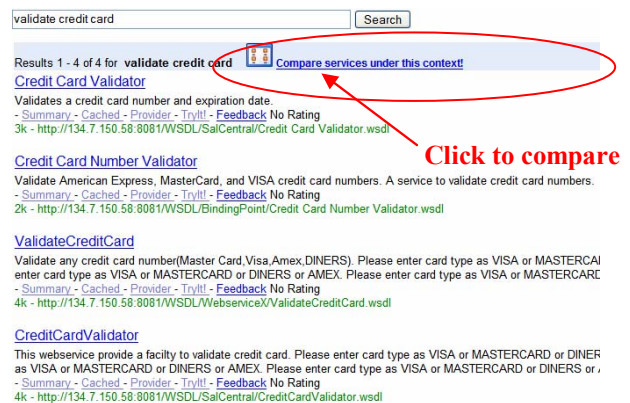 validate credit card Search
Results 1 - 4 of 4 for validate credit card Compare services under this context!
Credit Card Validator
Validates a credit card number and expiration date.
- Summary - Cached - Provider - TryIt! - Feedback No Rating
3k - http://134.7.150.58:8081/WSDL/SalCentral/Credit Card Validator.wsdl
Click to compare
Credit Card Number Validator
Validate American Express, MasterCard, and VISA credit card numbers. A service to validate credit card numbers.
- Summary - Cached - Provider - TryIt! - Feedback No Rating
2k - http://134.7.150.58:8081/WSDL/BindingPoint/Credit Card Number Validator.wsdl
ValidateCreditCard
Validate any credit card number(Master Card,Visa,Amex,DINERS). Please enter card type as VISA or MASTERCAI
enter card type as VISA or MASTERCARD or DINERS or AMEX. Please enter card type as VISA or MASTERCARD
- Summary - Cached - Provider - TryIt! - Feedback No Rating
4k - http://134.7.150.58:8081/WSDL/WebserviceX/ValidateCreditCard.wsdl
CreditCardValidator
This webservice provide a facilty to validate credit card. Please enter card type as VISA or MASTERCARD or DINER
as VISA or MASTERCARD or DINERS or AMEX. Please enter card type as VISA or MASTERCARD or DINERS or
- Summary - Cached - Provider - TryIt! - Feedback No Rating
4k - http://134.7.150.58:8081/WSDL/SalCentral/CreditCardValidator.wsdl